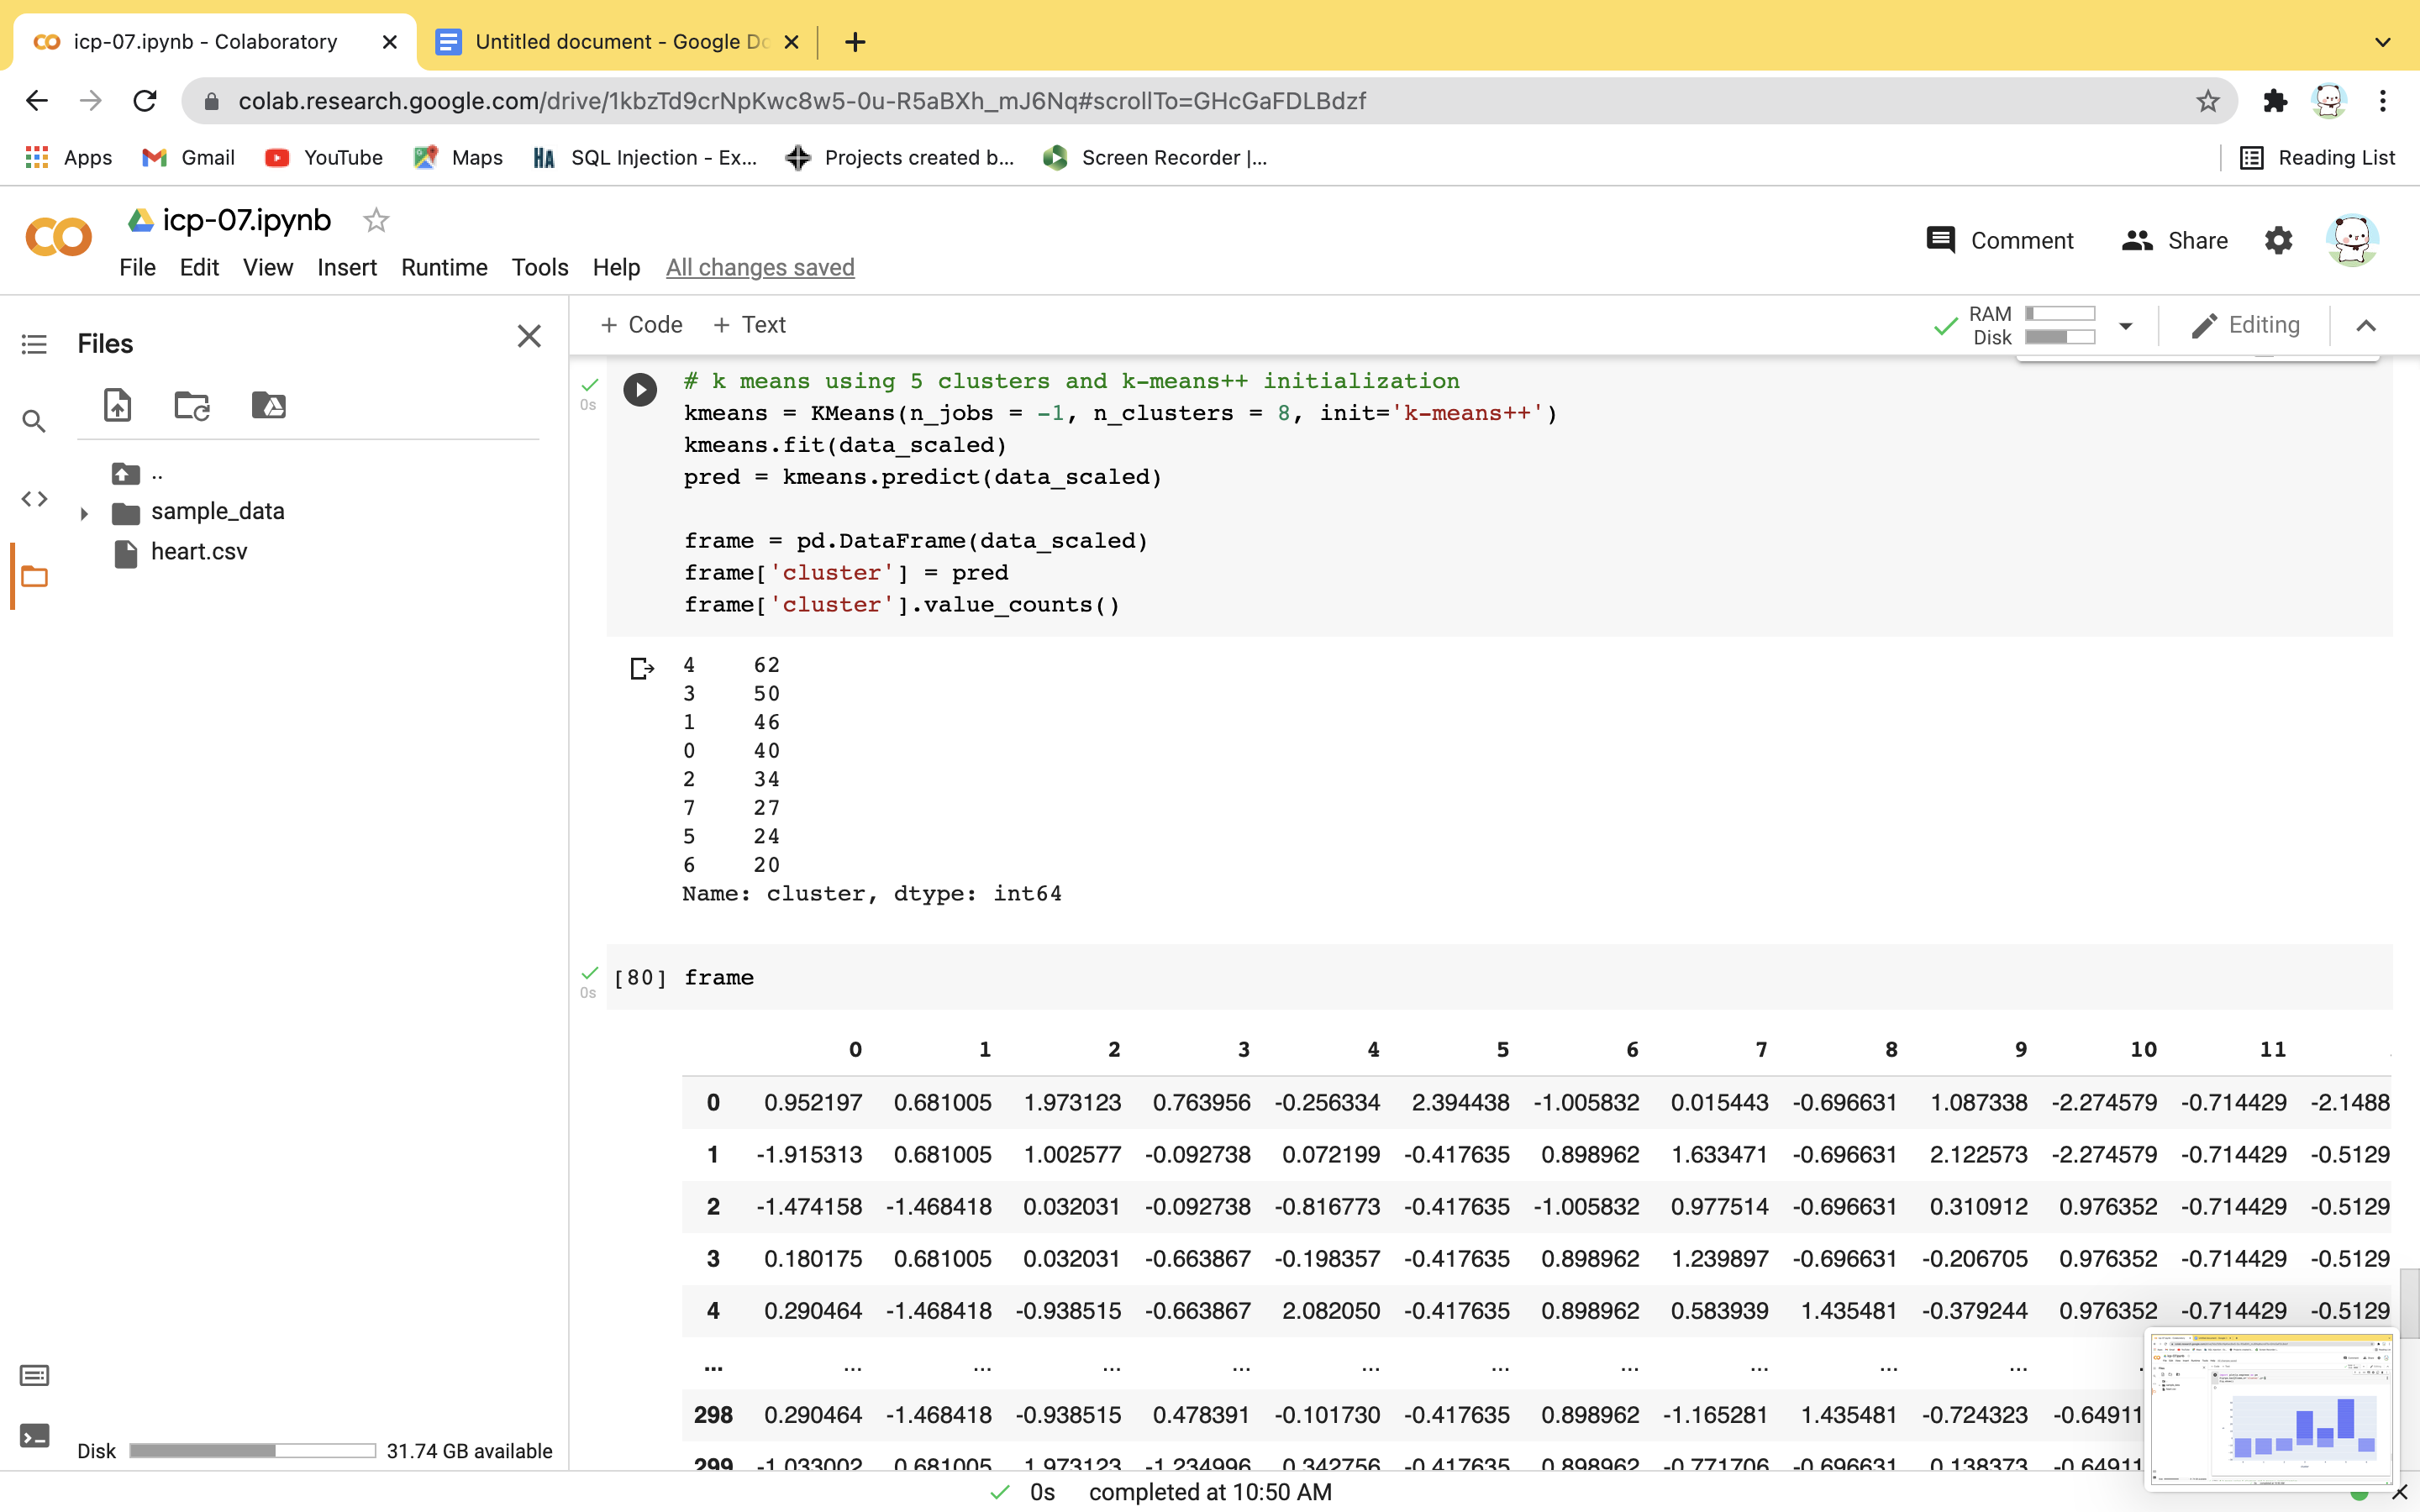 icp-07.ipynb - Colaboratory
Untitled document - Google Do
colab.research.google.com/drive/1kbzTd9crNpKwc8w5-0u-R5aBXh_mJ6Nq#scrollTo=GHcGaFDLBdzf
Apps Gmail YouTube Maps HA SQL Injection - Ex... Projects created b... Screen Recorder |... Reading List
icp-07.ipynb
Comment Share
File Edit View Insert Runtime Tools Help All changes saved
Files
+ Code + Text
RAM
Disk
Editing
..
sample_data
heart.csv
0s
# k means using 5 clusters and k-means++ initialization
kmeans = KMeans(n_jobs = -1, n_clusters = 8, init='k-means++')
kmeans.fit(data_scaled)
pred = kmeans.predict(data_scaled)
frame = pd.DataFrame(data_scaled)
frame['cluster'] = pred
frame['cluster'].value_counts()
4 62
3 50
1 46
0 40
2 34
7 27
5 24
6 20
Name: cluster, dtype: int64
0s
[80] frame
0 1 2 3 4 5 6 7 8 9 10 11
0 0.952197 0.681005 1.973123 0.763956 -0.256334 2.394438 -1.005832 0.015443 -0.696631 1.087338 -2.274579 -0.714429 -2.1488
1 -1.915313 0.681005 1.002577 -0.092738 0.072199 -0.417635 0.898962 1.633471 -0.696631 2.122573 -2.274579 -0.714429 -0.5129
2 -1.474158 -1.468418 0.032031 -0.092738 -0.816773 -0.417635 -1.005832 0.977514 -0.696631 0.310912 0.976352 -0.714429 -0.5129
3 0.180175 0.681005 0.032031 -0.663867 -0.198357 -0.417635 0.898962 1.239897 -0.696631 -0.206705 0.976352 -0.714429 -0.5129
4 0.290464 -1.468418 -0.938515 -0.663867 2.082050 -0.417635 0.898962 0.583939 1.435481 -0.379244 0.976352 -0.714429 -0.5129
... ... ... ... ... ... ... ... ... ... ... .
298 0.290464 -1.468418 -0.938515 0.478391 -0.101730 -0.417635 0.898962 -1.165281 1.435481 -0.724323 -0.64911
299 -1.033002 0.681005 1.973123 -1.234996 0.342756 -0.417635 0.898962 -0.771706 -0.696631 0.138373 -0.64911
Disk 31.74 GB available
0s completed at 10:50 AM